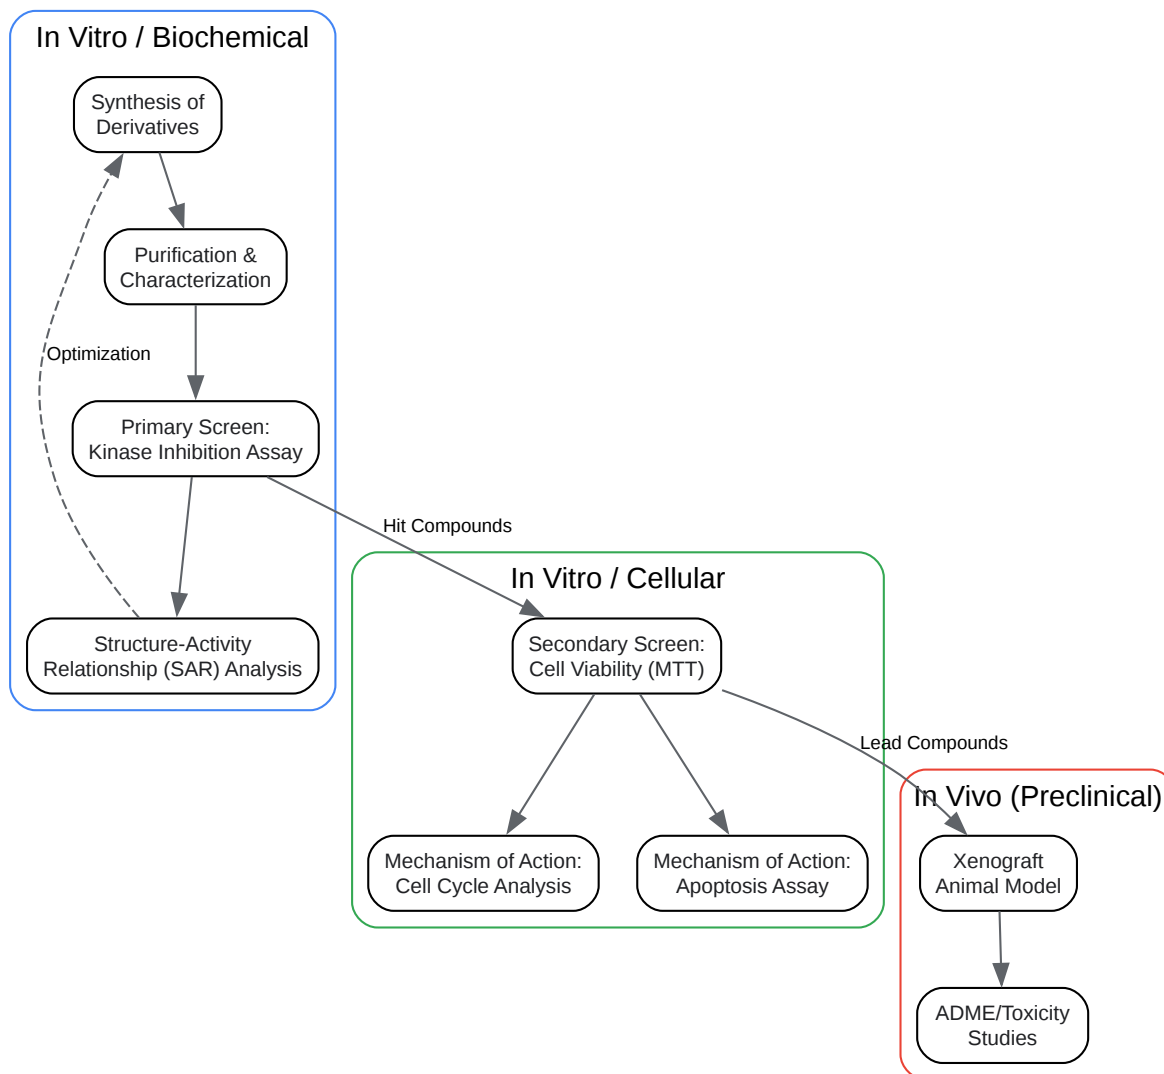 In Vitro / Biochemical
Synthesis of
Derivatives
Purification &
Characterization
Optimization
Primary Screen:
Kinase Inhibition Assay
Structure-Activity
Relationship (SAR) Analysis
Hit Compounds
In Vitro / Cellular
Secondary Screen:
Cell Viability (MTT)
Mechanism of Action:
Cell Cycle Analysis
Mechanism of Action:
Apoptosis Assay
Lead Compounds
In Vivo (Preclinical)
Xenograft
Animal Model
ADME/Toxicity
Studies